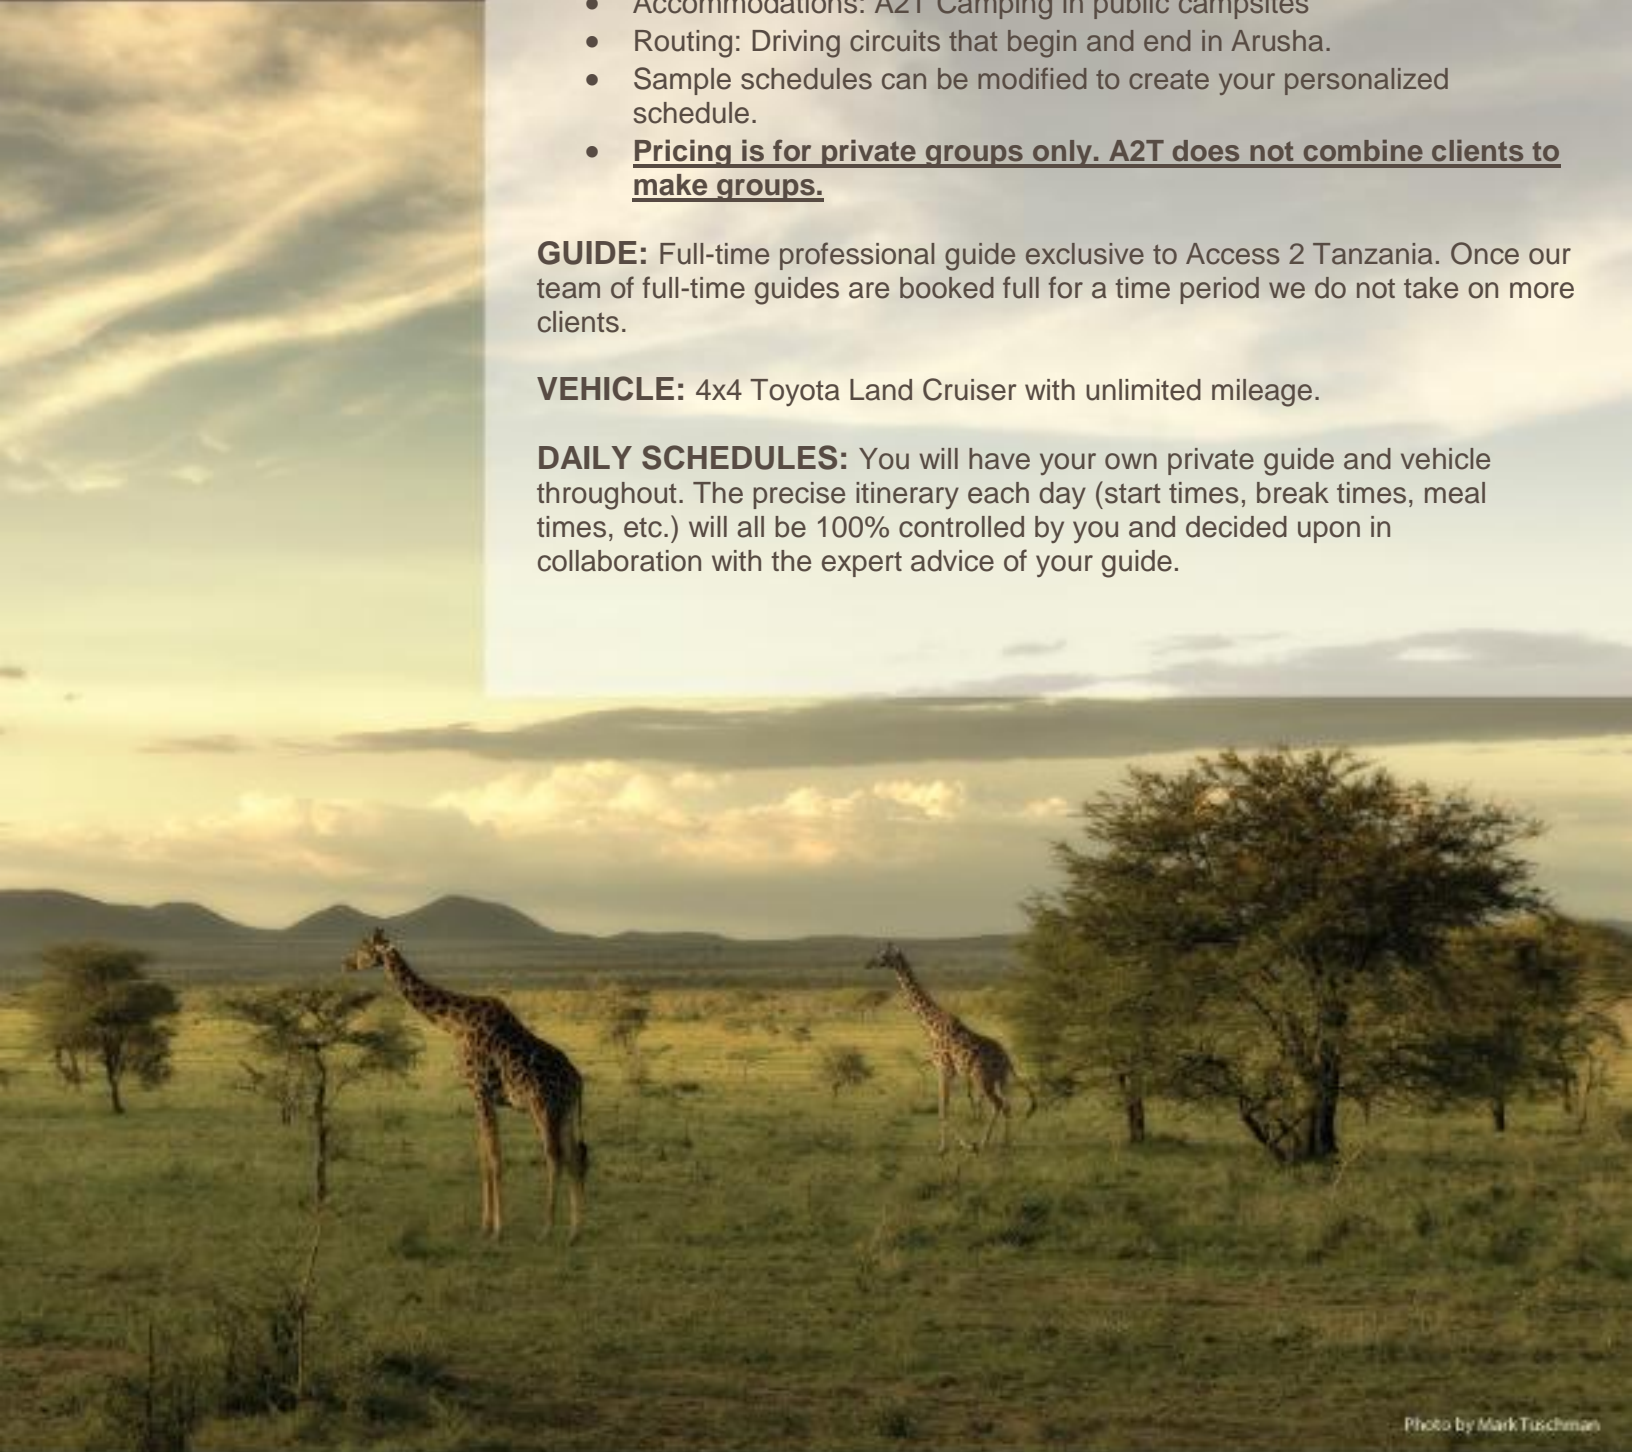 • Accommodations: A2T Camping in public campsites
• Routing: Driving circuits that begin and end in Arusha.
• Sample schedules can be modified to create your personalized
schedule.
• Pricing is for private groups only. A2T does not combine clients to
make groups.
GUIDE: Full-time professional guide exclusive to Access 2 Tanzania. Once our
team of full-time guides are booked full for a time period we do not take on more
clients.
VEHICLE: 4x4 Toyota Land Cruiser with unlimited mileage.
DAILY SCHEDULES: You will have your own private guide and vehicle
throughout. The precise itinerary each day (start times, break times, meal
times, etc.) will all be 100% controlled by you and decided upon in
collaboration with the expert advice of your guide.
Photo by Mark Tuschman